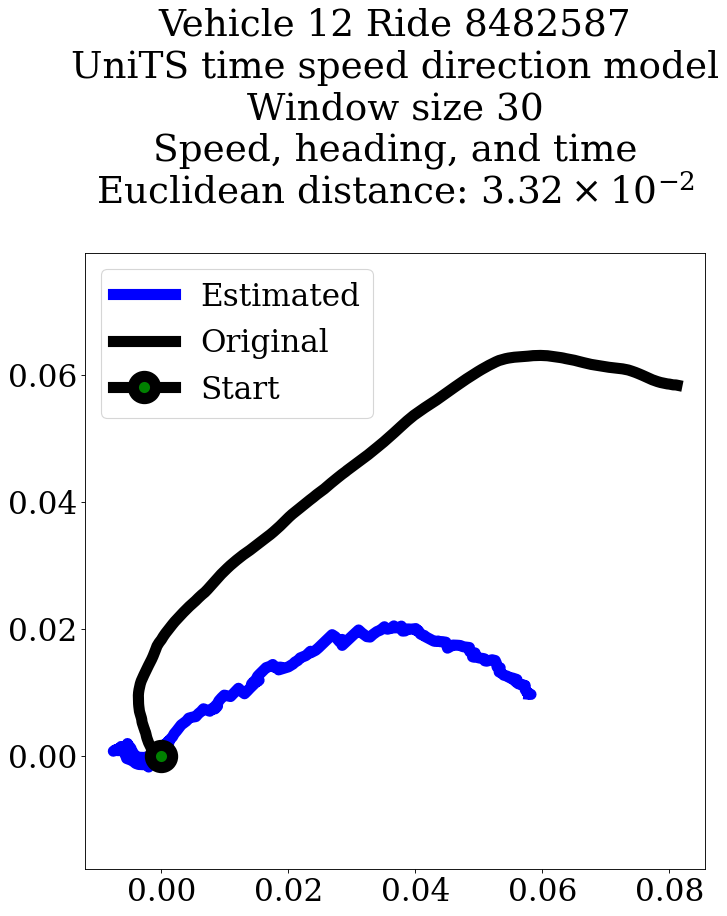 Vehicle 12 Ride 8482587
UniTS time speed direction model
Window size 30
Speed, heading, and time
Euclidean distance: 3.32 × 10⁻²
Estimated
Original
Start
0.06
0.04
0.02
0.00
0.00 0.02 0.04 0.06 0.08